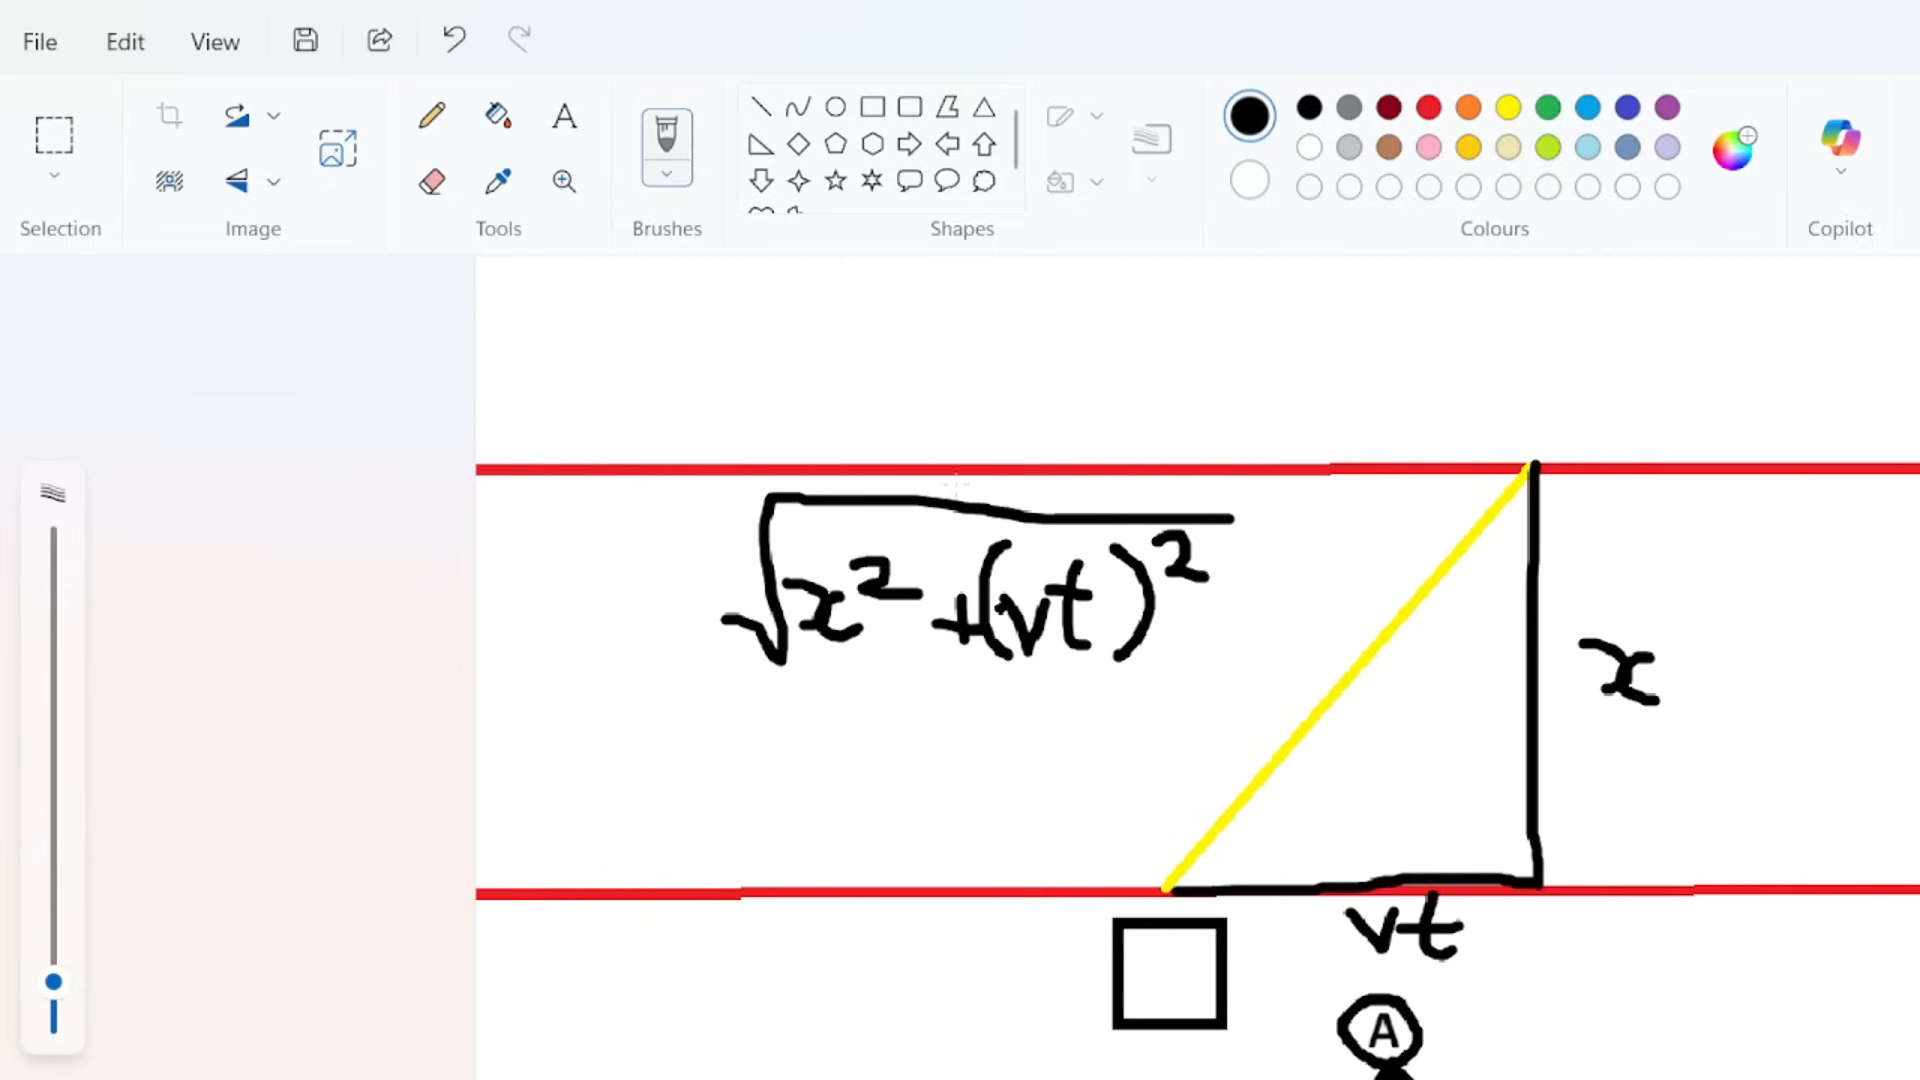 File Edit View
Selection Image Tools Brushes Shapes Colours Copilot
√x² + (vt)²
x
vt
A